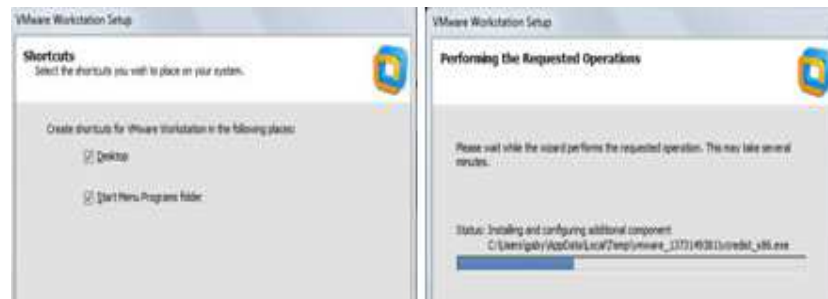 VMware Workstation Setup
Shortcuts
Select the shortcuts you wish to place on your system.
Create shortcuts for VMware Workstation in the following places:
Desktop
Start Menu Programs folder
VMware Workstation Setup
Performing the Requested Operations
Please wait while the wizard performs the requested operation. This may take several
minutes.
Status: Installing and configuring additional component